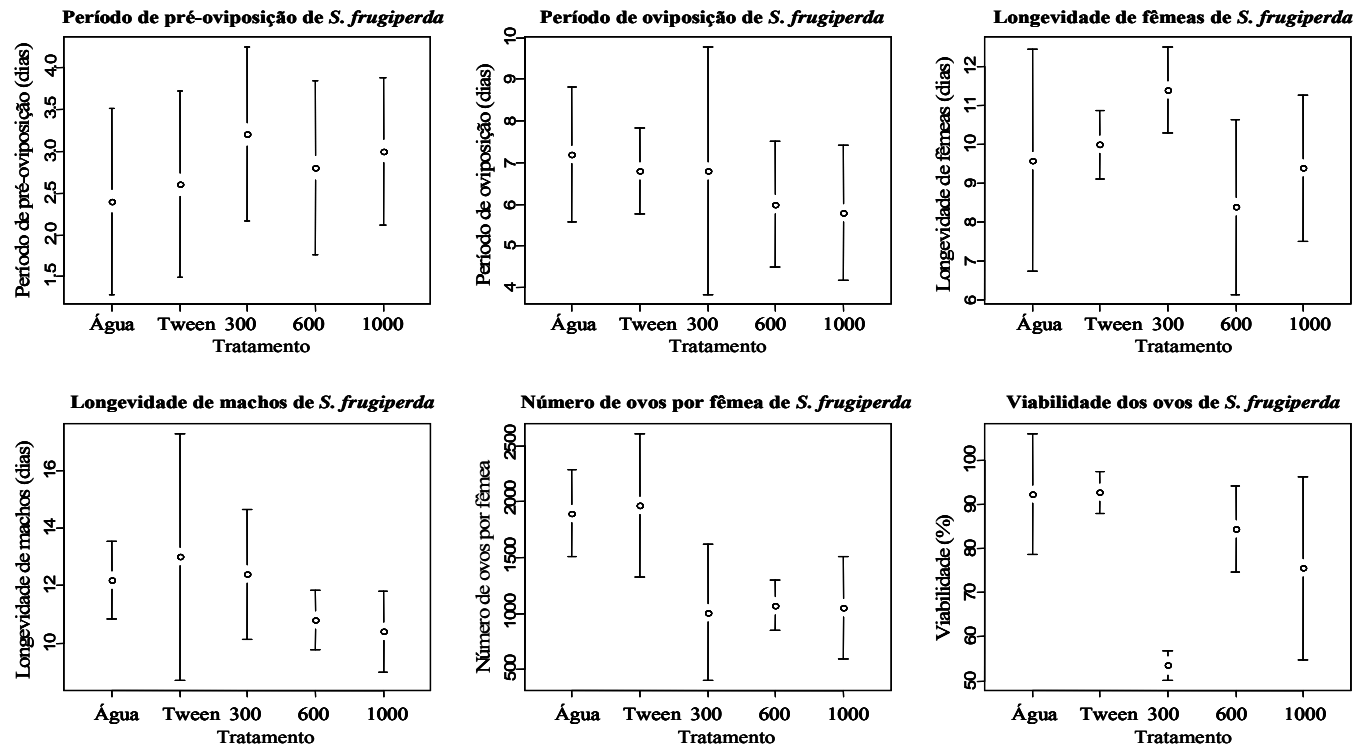 Período de pré-oviposição de S. frugiperda
Período de pré-oviposição (dias)
4.0
3.5
3.0
2.5
2.0
1.5
Água Tween 300 600 1000
Tratamento
Período de oviposição de S. frugiperda
Período de oviposição (dias)
10
9
8
7
6
5
4
Água Tween 300 600 1000
Tratamento
Longevidade de fêmeas de S. frugiperda
Longevidade de fêmeas (dias)
12
11
10
9
8
7
6
Água Tween 300 600 1000
Tratamento
Longevidade de machos de S. frugiperda
Longevidade de machos (dias)
16
14
12
10
Água Tween 300 600 1000
Tratamento
Número de ovos por fêmea de S. frugiperda
Número de ovos por fêmea
2500
2000
1500
1000
500
Água Tween 300 600 1000
Tratamento
Viabilidade dos ovos de S. frugiperda
Viabilidade (%)
100
90
80
70
60
50
Água Tween 300 600 1000
Tratamento